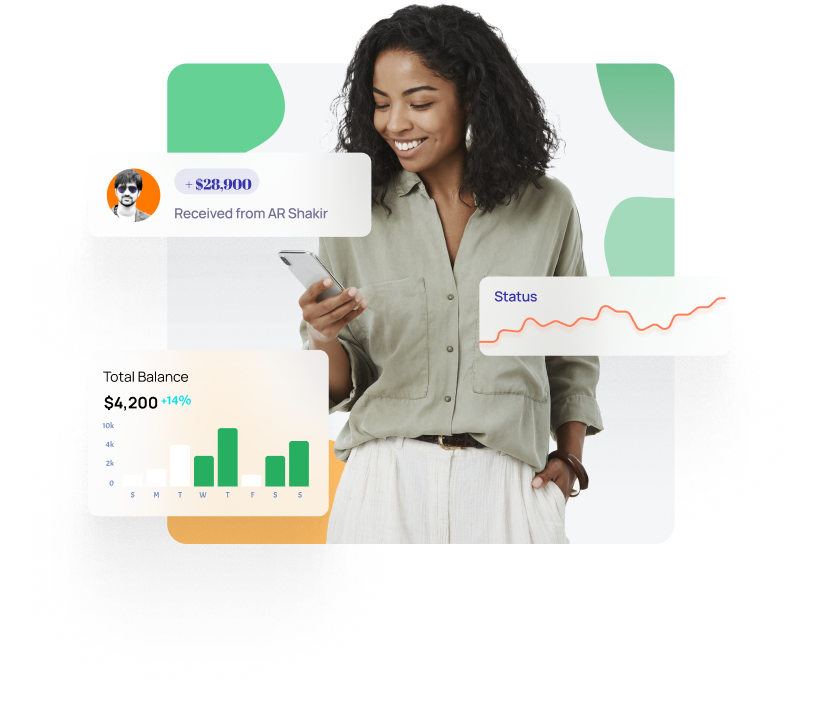 + $28,900
Received from AR Shakir
Status
Total Balance
$4,200 +14%
10k
4k
2k
0
S M T W T F S S